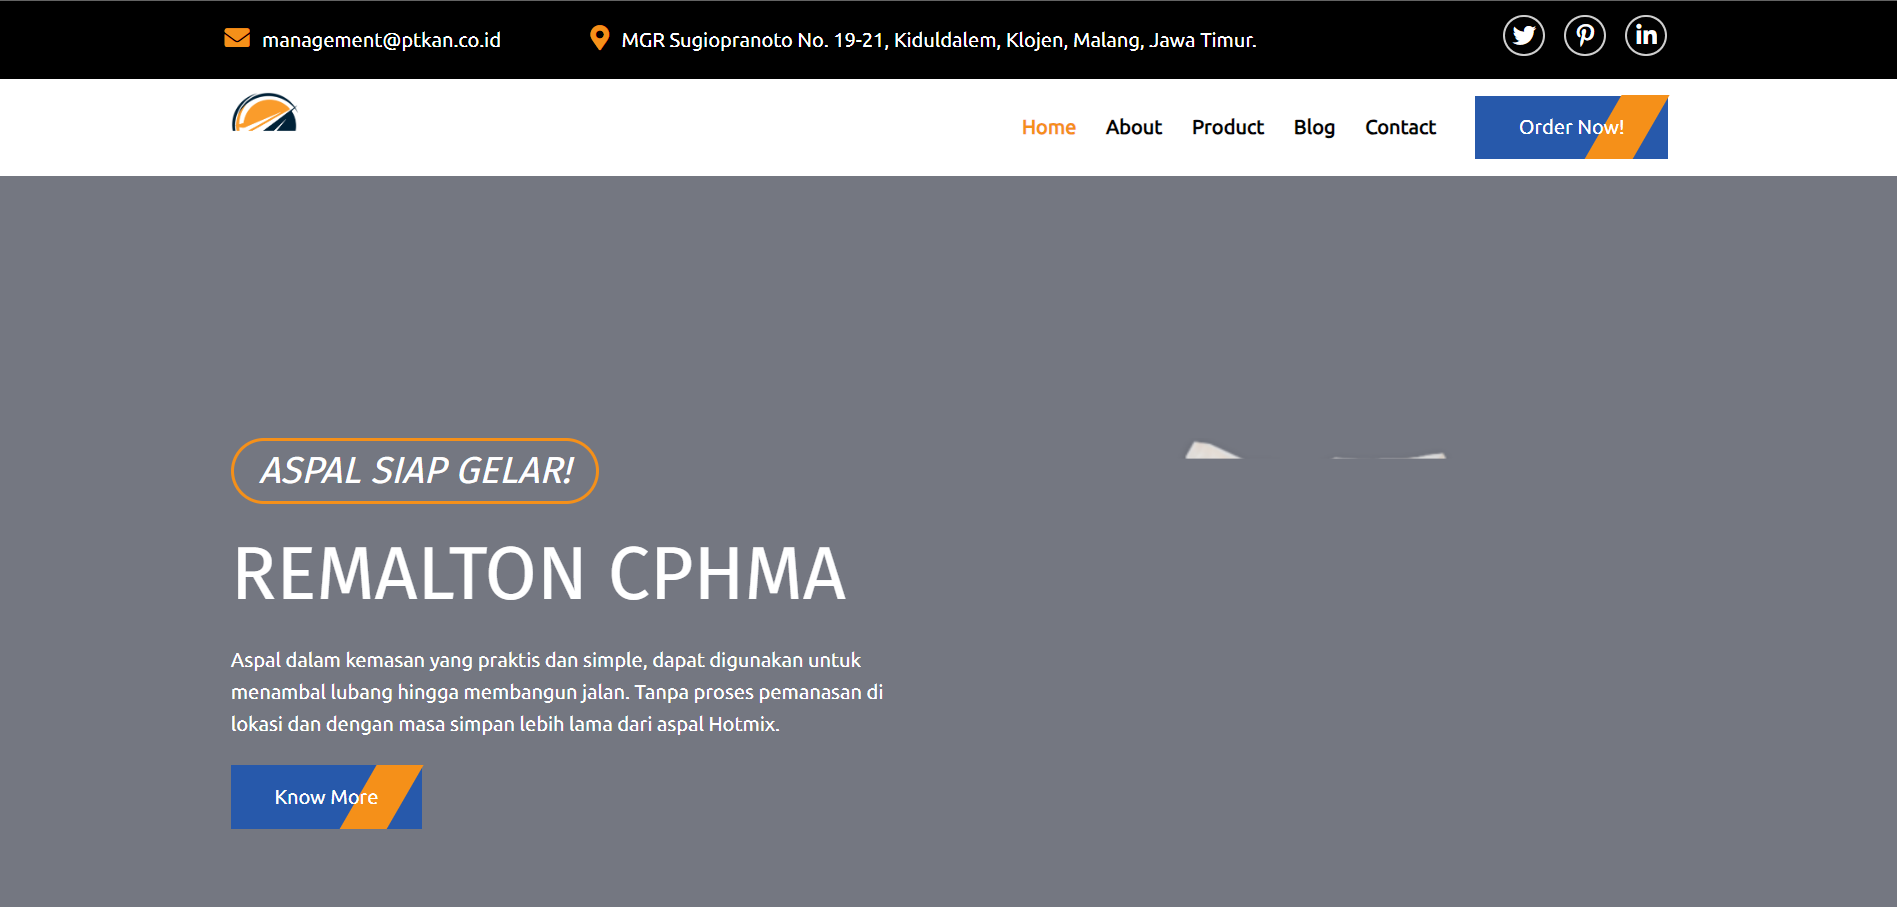 management@ptkan.co.id
MGR Sugiopranoto No. 19-21, Kiduldalem, Klojen, Malang, Jawa Timur.
Home
About
Product
Blog
Contact
Order Now!
ASPAL SIAP GELAR!
REMALTON CPHMA
Aspal dalam kemasan yang praktis dan simple, dapat digunakan untuk
menambal lubang hingga membangun jalan. Tanpa proses pemanasan di
lokasi dan dengan masa simpan lebih lama dari aspal Hotmix.
Know More